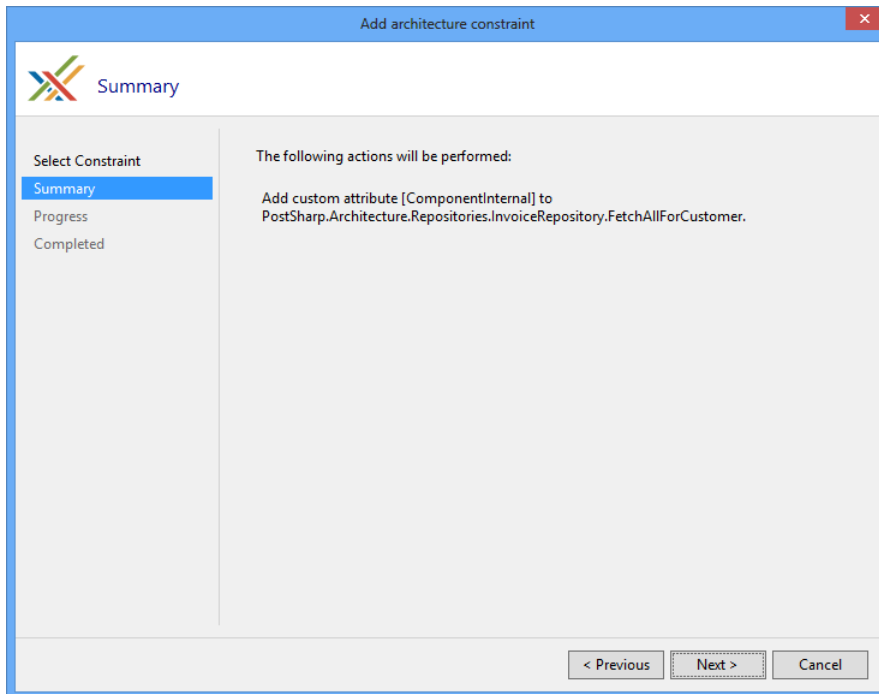 Add architecture constraint
Summary
Select Constraint
Summary
Progress
Completed
The following actions will be performed:
Add custom attribute [ComponentInternal] to
PostSharp.Architecture.Repositories.InvoiceRepository.FetchAllForCustomer.
< Previous
Next >
Cancel